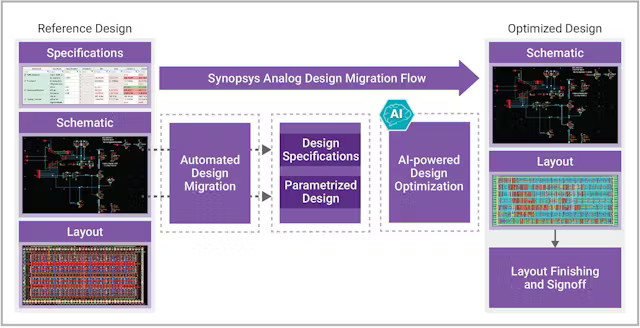 Reference Design
Optimized Design
Specifications
Synopsys Analog Design Migration Flow
Schematic
Layout
Schematic
Layout
Automated
Design
Migration
Design
Specifications
Parametrized
Design
AI
AI-powered
Design
Optimization
Layout Finishing
and Signoff